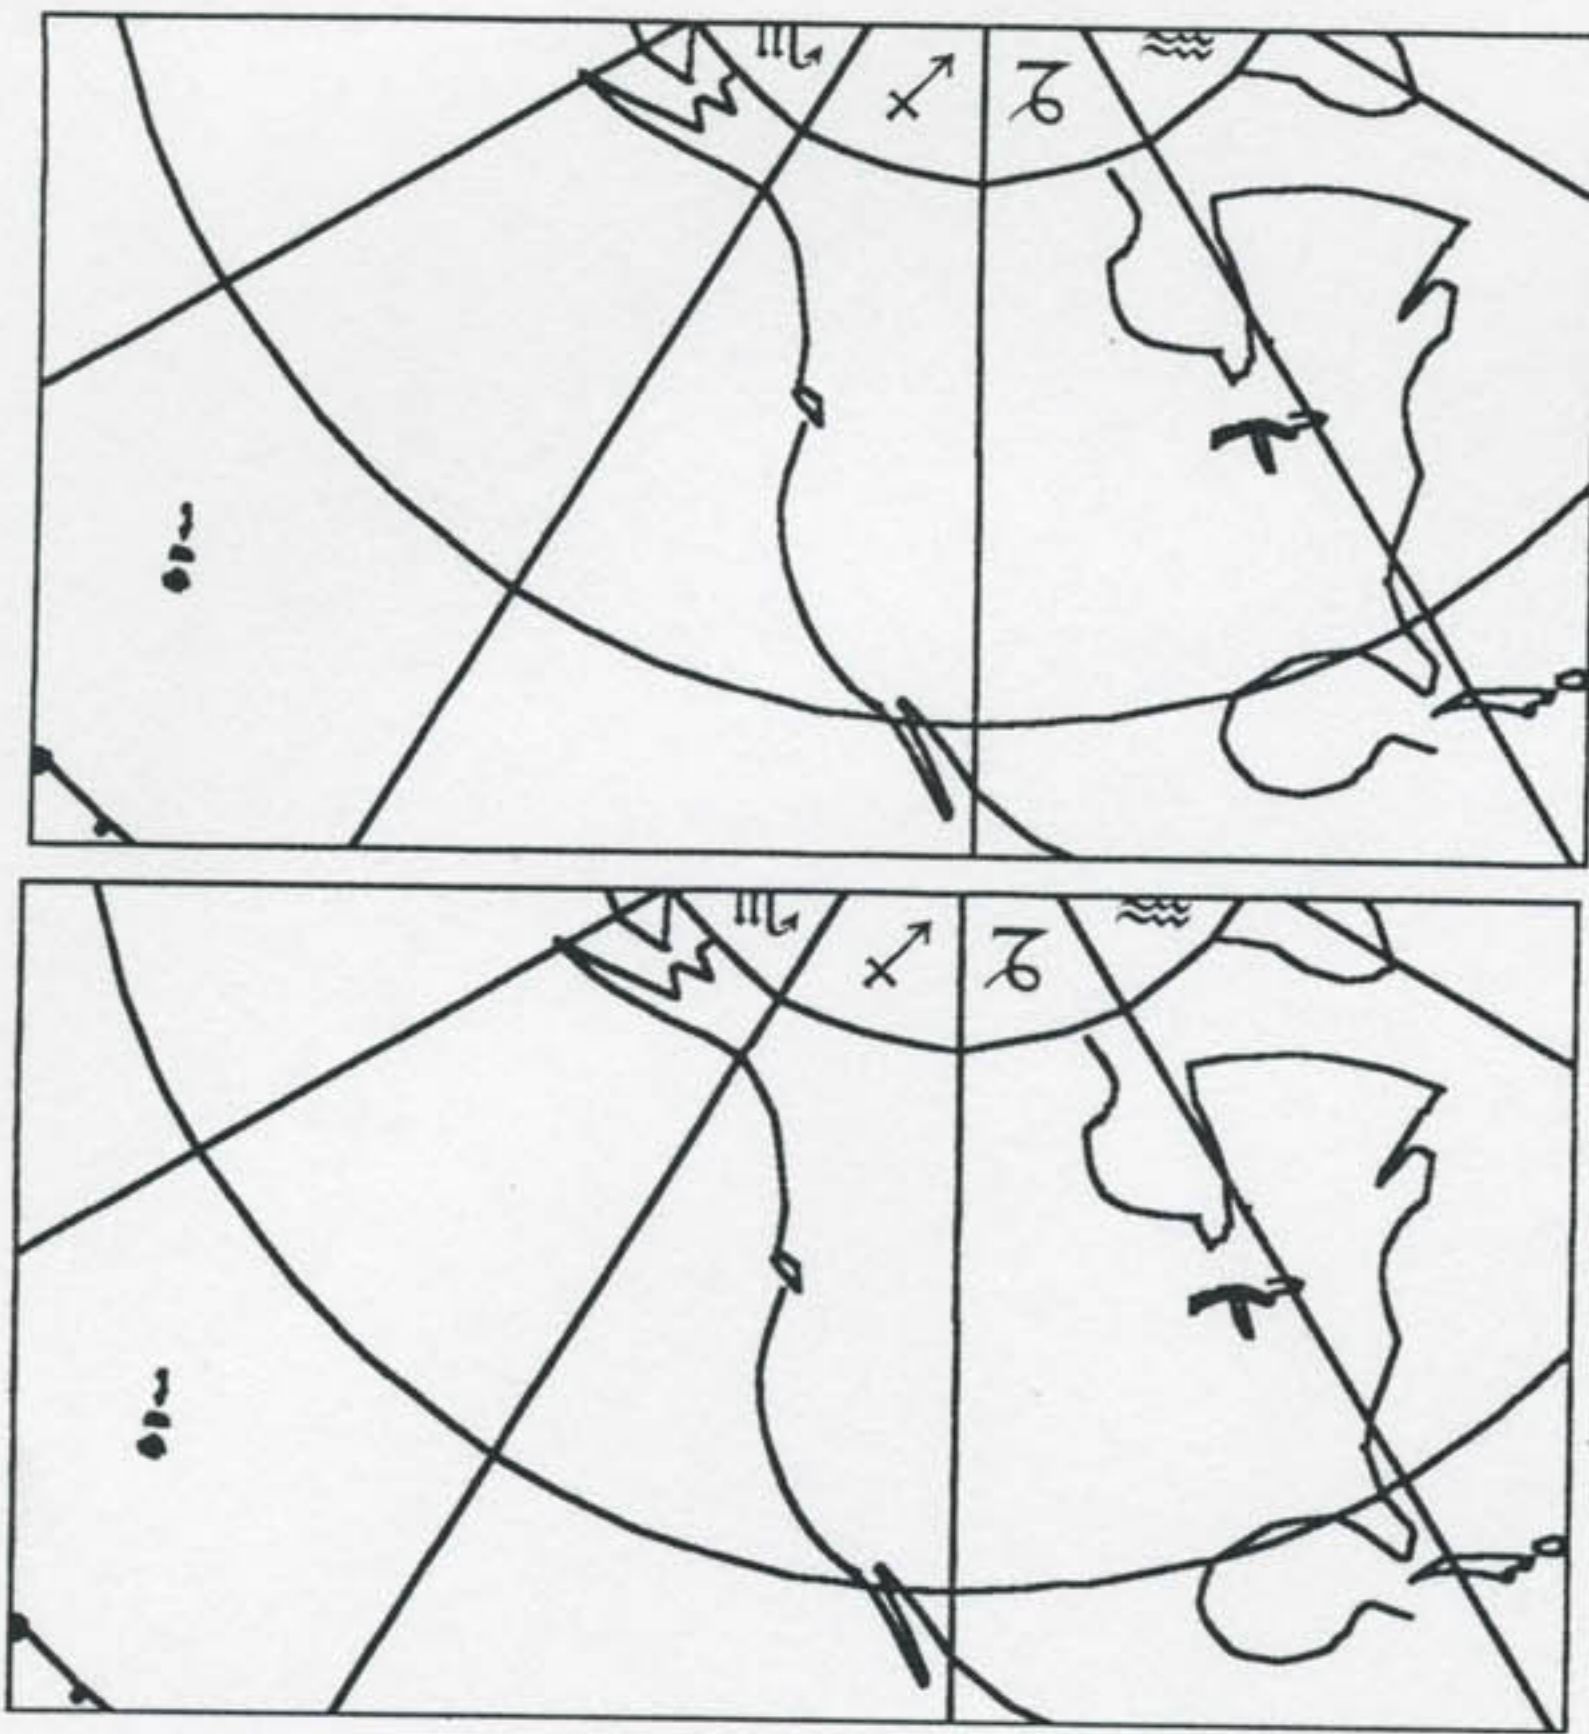 ♏ ♐ ♑ ♒
♏ ♐ ♑ ♒